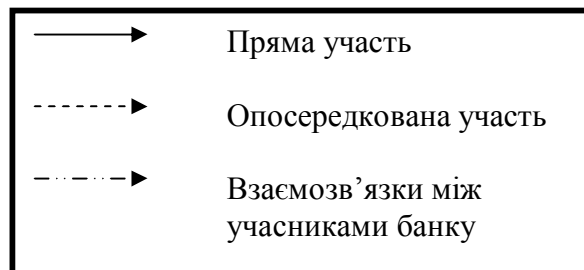 Пряма участь
Опосередкована участь
Взаємозв’язки між
учасниками банку